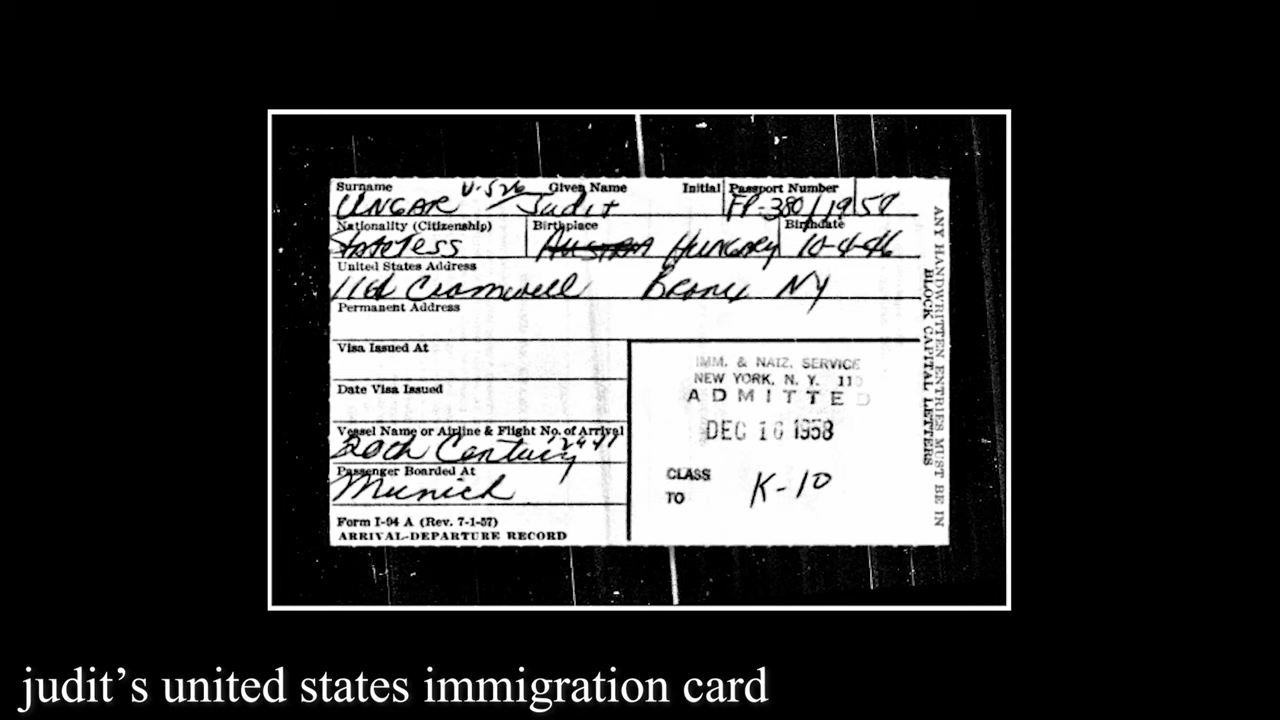 Surname U-526 Given Name Initial Passport Number
UNGAR Judit FP-380/1957
Nationality (Citizenship) Birthplace Birthdate
Stateless Austria HUNGARY 10-4-46
United States Address
Cromwell Bronx NY
Permanent Address
Visa Issued At
Date Visa Issued
Vessel Name or Airline & Flight No. of Arrival
20th Century
Passenger Boarded At
Munich
Form I-94 A (Rev. 7-1-57)
ARRIVAL-DEPARTURE RECORD
IMM. & NATZ. SERVICE
NEW YORK, N. Y. 11
ADMITTED
DEC 16 1958
CLASS K-10
TO
ANY HANDWRITTEN ENTRIES MUST BE IN
BLOCK CAPITAL LETTERS
judit’s united states immigration card